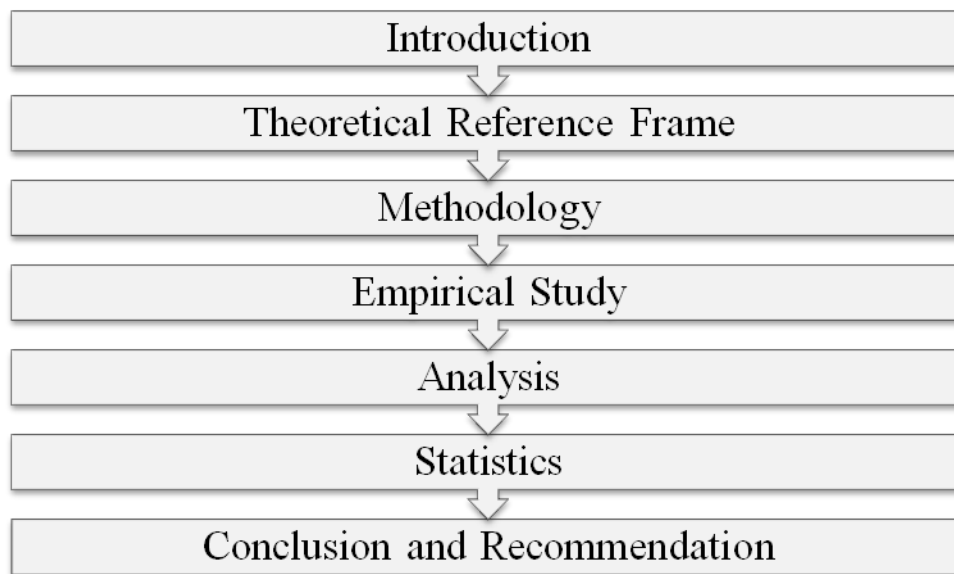 Introduction
Theoretical Reference Frame
Methodology
Empirical Study
Analysis
Statistics
Conclusion and Recommendation